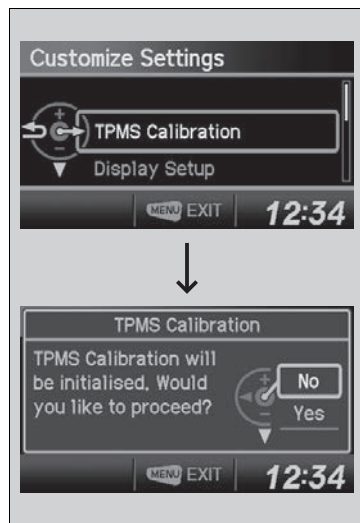 Customize Settings
+
TPMS Calibration
−
Display Setup
MENU EXIT 12:34
TPMS Calibration
TPMS Calibration will
be initialised, Would
you like to proceed?
+
No
−
Yes
MENU EXIT 12:34